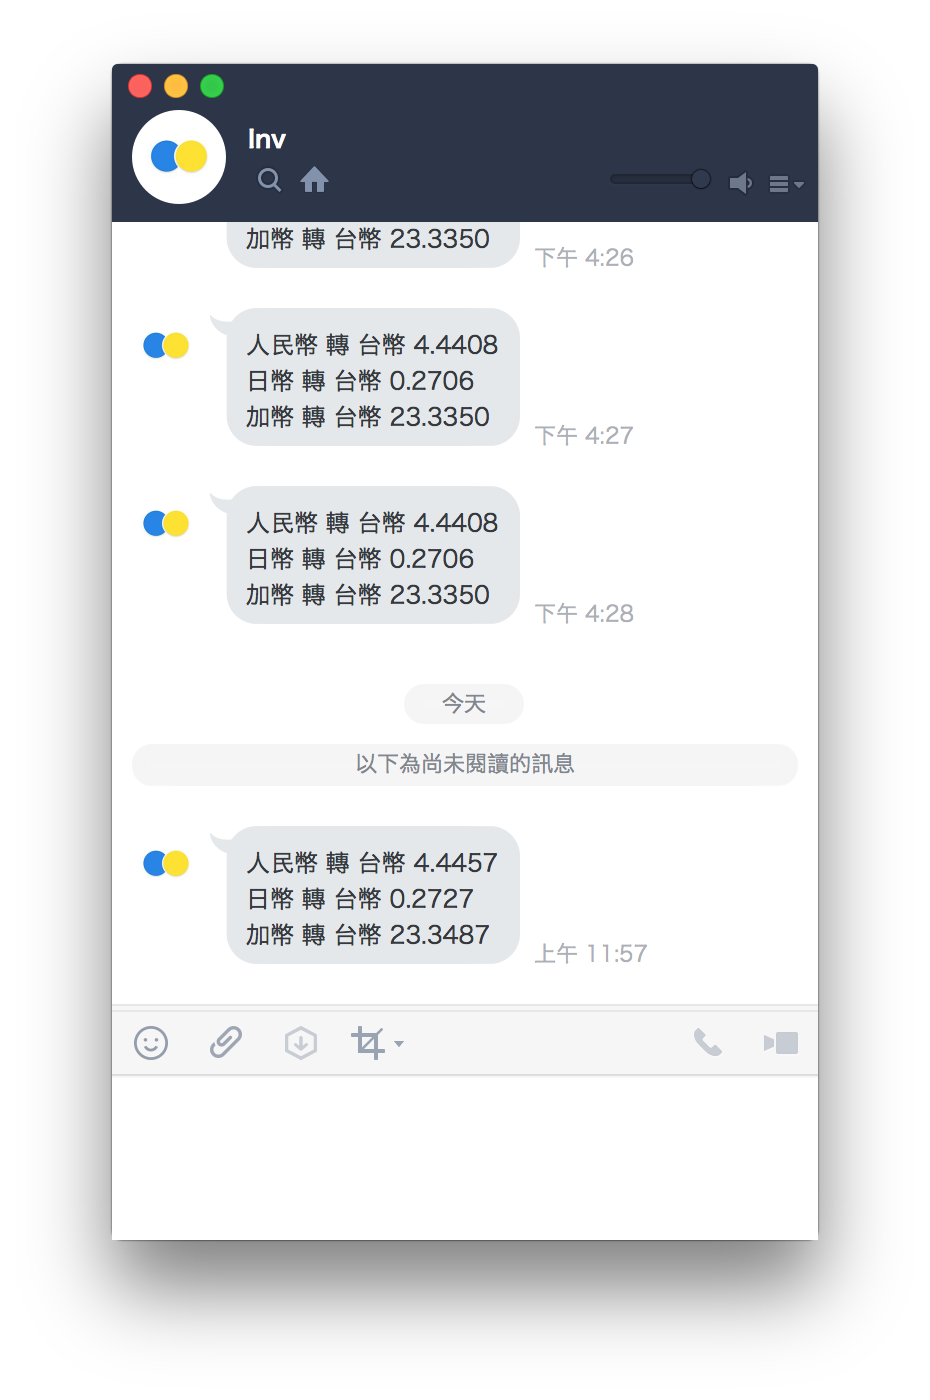 Inv
加幣 轉 台幣 23.3350
下午 4:26
人民幣 轉 台幣 4.4408
日幣 轉 台幣 0.2706
加幣 轉 台幣 23.3350
下午 4:27
人民幣 轉 台幣 4.4408
日幣 轉 台幣 0.2706
加幣 轉 台幣 23.3350
下午 4:28
今天
以下為尚未閱讀的訊息
人民幣 轉 台幣 4.4457
日幣 轉 台幣 0.2727
加幣 轉 台幣 23.3487
上午 11:57